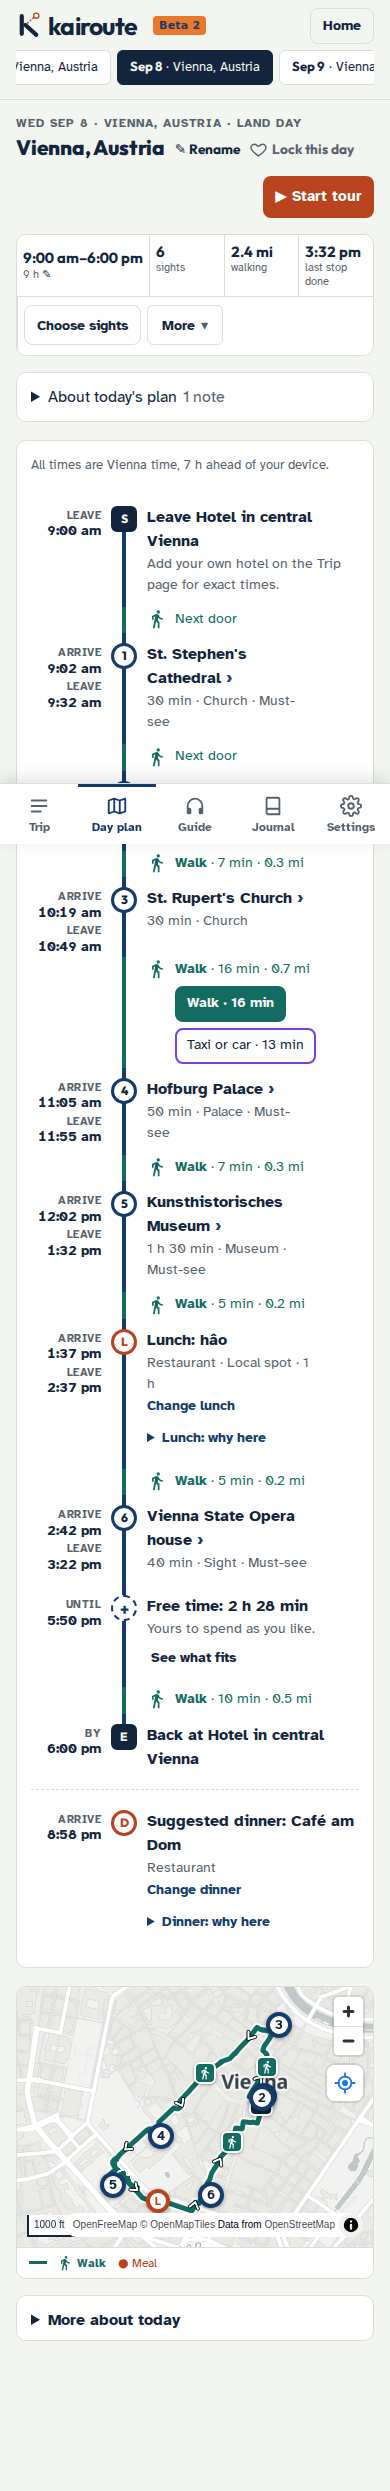 kairoute
Beta 2
Home
Vienna, Austria
Sep 8 · Vienna, Austria
Sep 9 · Vienna
WED SEP 8 · VIENNA, AUSTRIA · LAND DAY
Vienna, Austria
✎ Rename
Lock this day
▶ Start tour
9:00 am–6:00 pm
9 h ✎
6
sights
2.4 mi
walking
3:32 pm
last stop
done
Choose sights
More ▾
▶ About today's plan 1 note
All times are Vienna time, 7 h ahead of your device.
LEAVE
9:00 am
S
Leave Hotel in central
Vienna
Add your own hotel on the Trip
page for exact times.
Next door
ARRIVE
9:02 am
LEAVE
9:32 am
1
St. Stephen's
Cathedral ›
30 min · Church · Must-
see
Next door
Trip
Day plan
Guide
Journal
Settings
Walk · 7 min · 0.3 mi
ARRIVE
10:19 am
LEAVE
10:49 am
3
St. Rupert's Church ›
30 min · Church
Walk · 16 min · 0.7 mi
Walk · 16 min
Taxi or car · 13 min
ARRIVE
11:05 am
LEAVE
11:55 am
4
Hofburg Palace ›
50 min · Palace · Must-
see
Walk · 7 min · 0.3 mi
ARRIVE
12:02 pm
LEAVE
1:32 pm
5
Kunsthistorisches
Museum ›
1 h 30 min · Museum ·
Must-see
Walk · 5 min · 0.2 mi
ARRIVE
1:37 pm
LEAVE
2:37 pm
L
Lunch: hâo
Restaurant · Local spot · 1
h
Change lunch
▶ Lunch: why here
Walk · 5 min · 0.2 mi
ARRIVE
2:42 pm
LEAVE
3:22 pm
6
Vienna State Opera
house ›
40 min · Sight · Must-see
UNTIL
5:50 pm
+
Free time: 2 h 28 min
Yours to spend as you like.
See what fits
Walk · 10 min · 0.5 mi
BY
6:00 pm
E
Back at Hotel in central
Vienna
ARRIVE
8:58 pm
D
Suggested dinner: Café am
Dom
Restaurant
Change dinner
▶ Dinner: why here
3
+
−
2
4
5
L
6
1000 ft
OpenFreeMap © OpenMapTiles Data from OpenStreetMap
Walk
Meal
▶ More about today